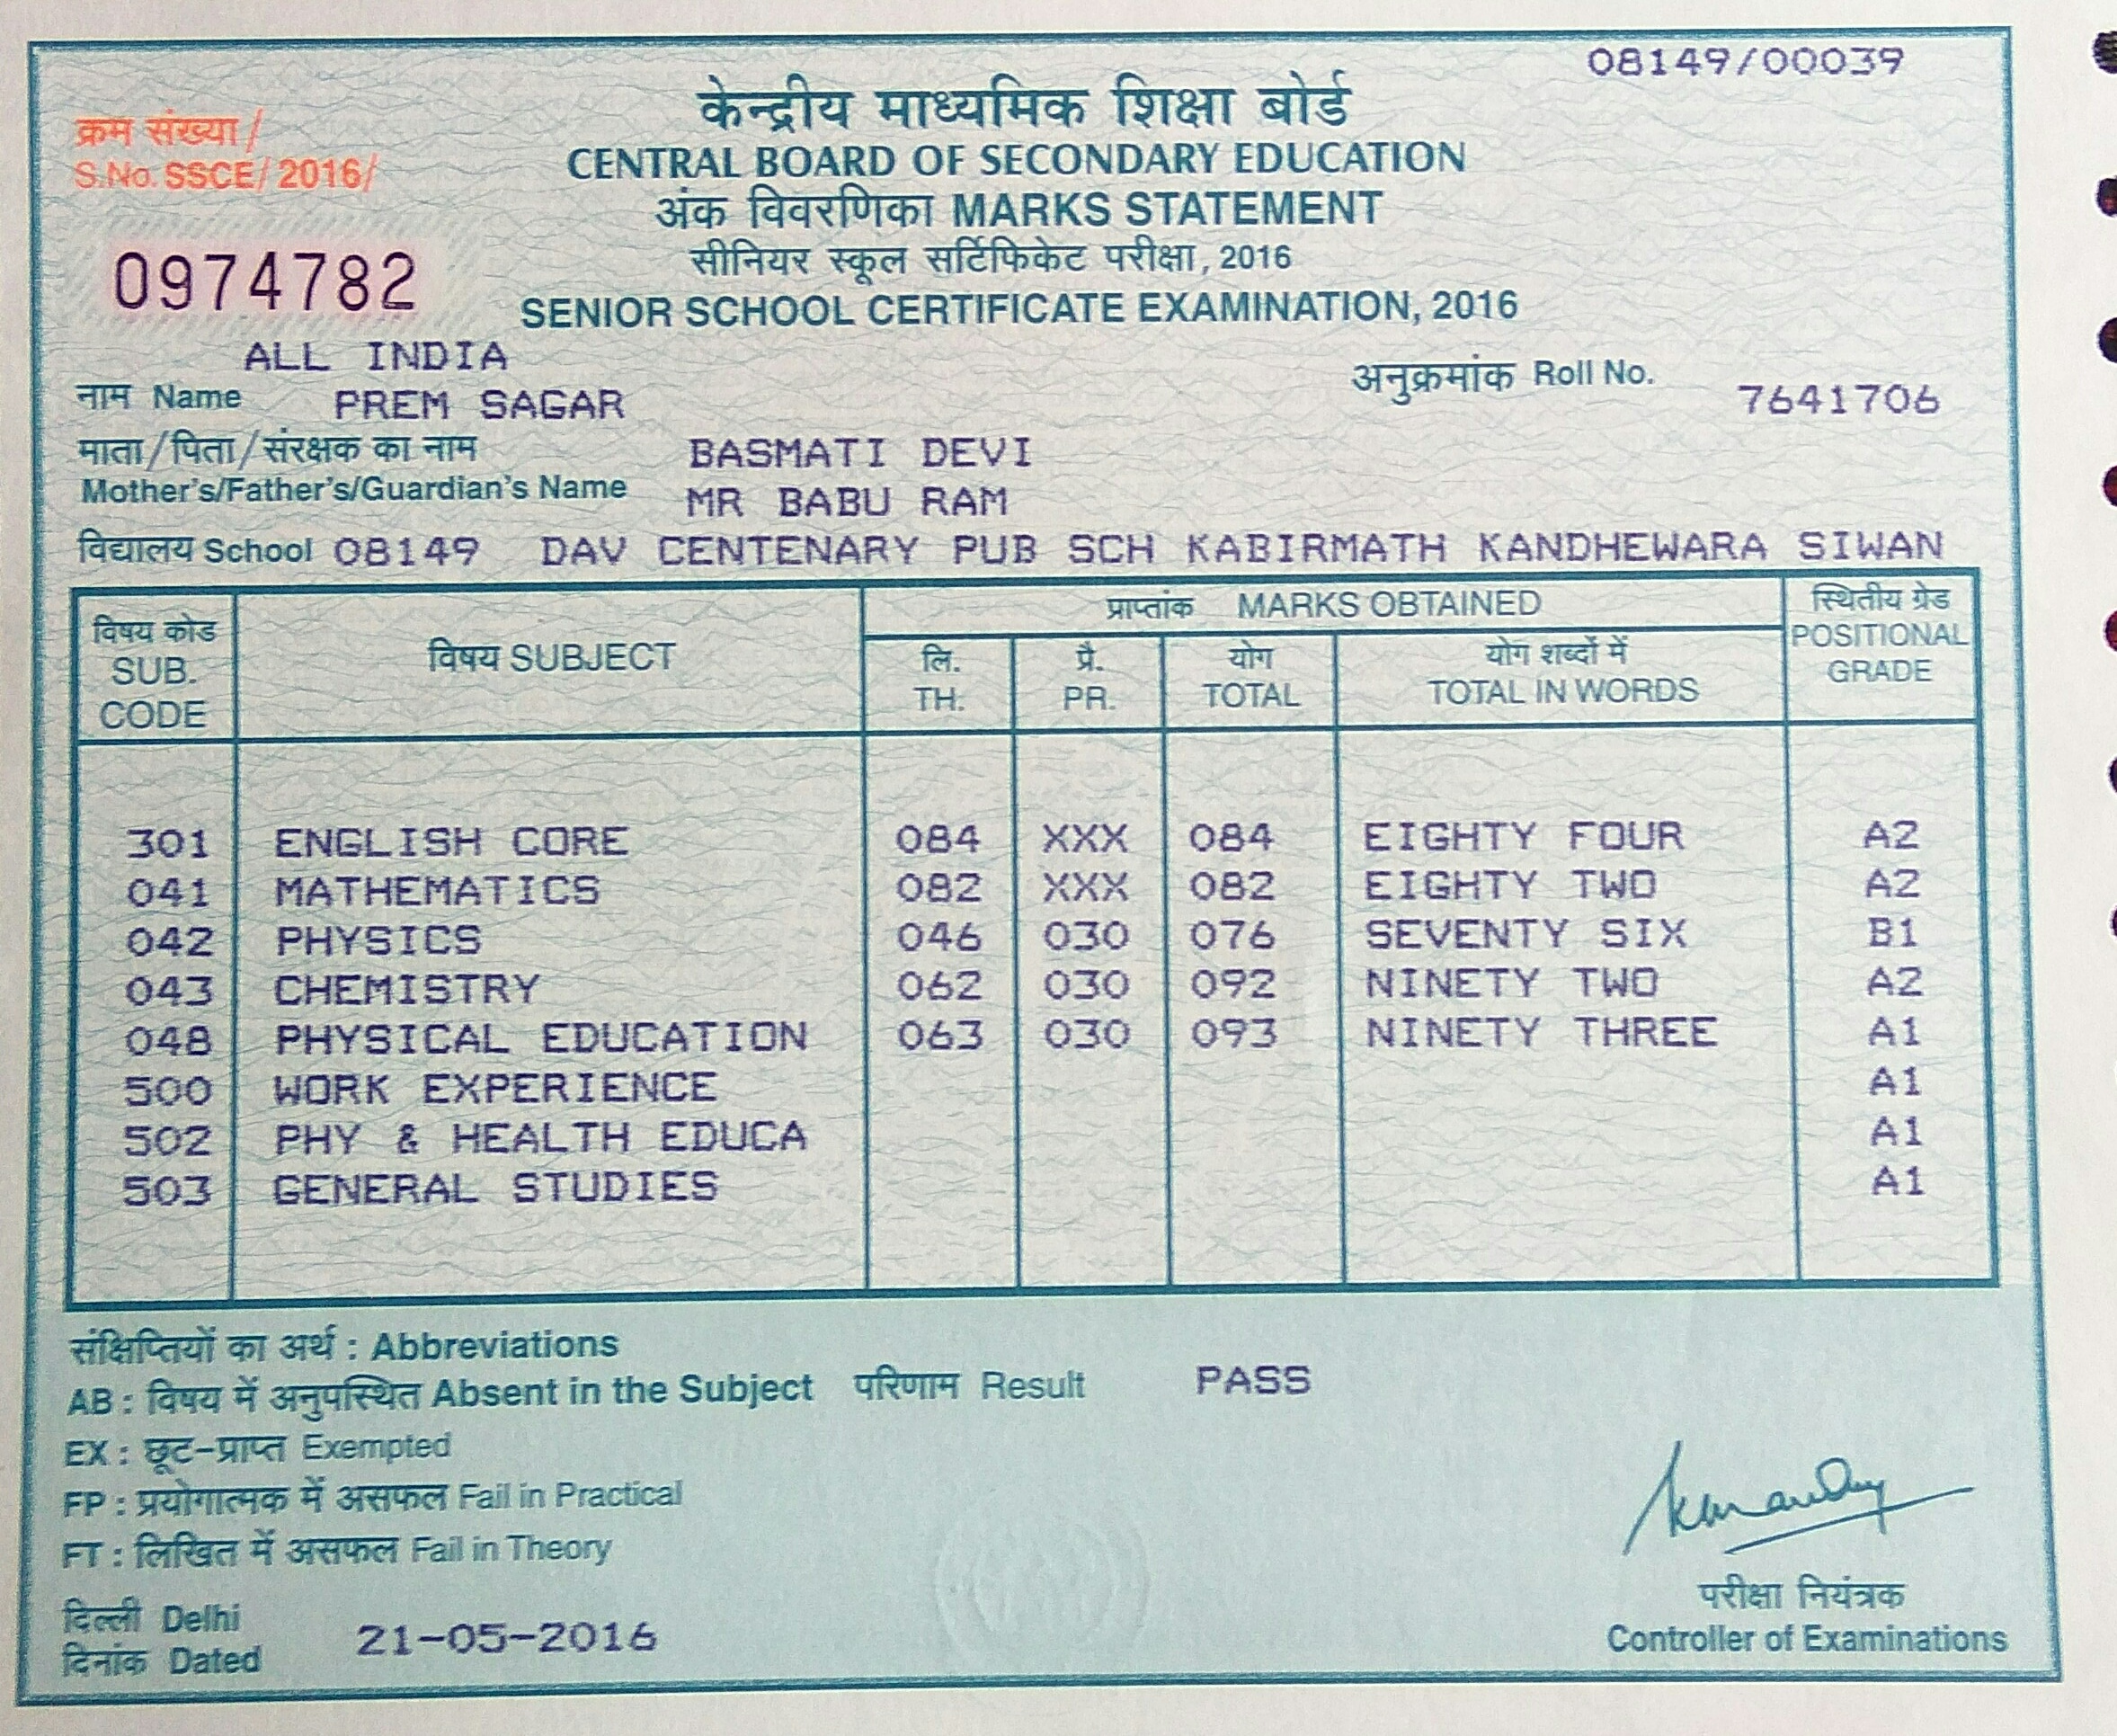 08149/00039
केन्द्रीय माध्यमिक शिक्षा बोर्ड
क्रम संख्या/
S.No. SSCE/ 2016/
CENTRAL BOARD OF SECONDARY EDUCATION
अंक विवरणिका MARKS STATEMENT
सीनियर स्कूल सर्टिफिकेट परीक्षा, 2016
0974782
SENIOR SCHOOL CERTIFICATE EXAMINATION, 2016
ALL INDIA
नाम Name PREM SAGAR
अनुक्रमांक Roll No. 7641706
माता/पिता/संरक्षक का नाम BASMATI DEVI
Mother's/Father's/Guardian's Name MR BABU RAM
विद्यालय School 08149 DAV CENTENARY PUB SCH KABIRMATH KANDHEWARA SIWAN
विषय कोड
SUB.
CODE
विषय SUBJECT
प्राप्तांक MARKS OBTAINED
लि.
TH.
प्रै.
PR.
योग
TOTAL
योग शब्दों में
TOTAL IN WORDS
स्थितीय ग्रेड
POSITIONAL
GRADE
301 ENGLISH CORE 084 XXX 084 EIGHTY FOUR A2
041 MATHEMATICS 082 XXX 082 EIGHTY TWO A2
042 PHYSICS 046 030 076 SEVENTY SIX B1
043 CHEMISTRY 062 030 092 NINETY TWO A2
048 PHYSICAL EDUCATION 063 030 093 NINETY THREE A1
500 WORK EXPERIENCE A1
502 PHY & HEALTH EDUCA A1
503 GENERAL STUDIES A1
संक्षिप्तियों का अर्थ : Abbreviations
AB : विषय में अनुपस्थित Absent in the Subject परिणाम Result PASS
EX : छूट-प्राप्त Exempted
FP : प्रयोगात्मक में असफल Fail in Practical
FT : लिखित में असफल Fail in Theory
दिल्ली Delhi
दिनांक Dated 21-05-2016
परीक्षा नियंत्रक
Controller of Examinations